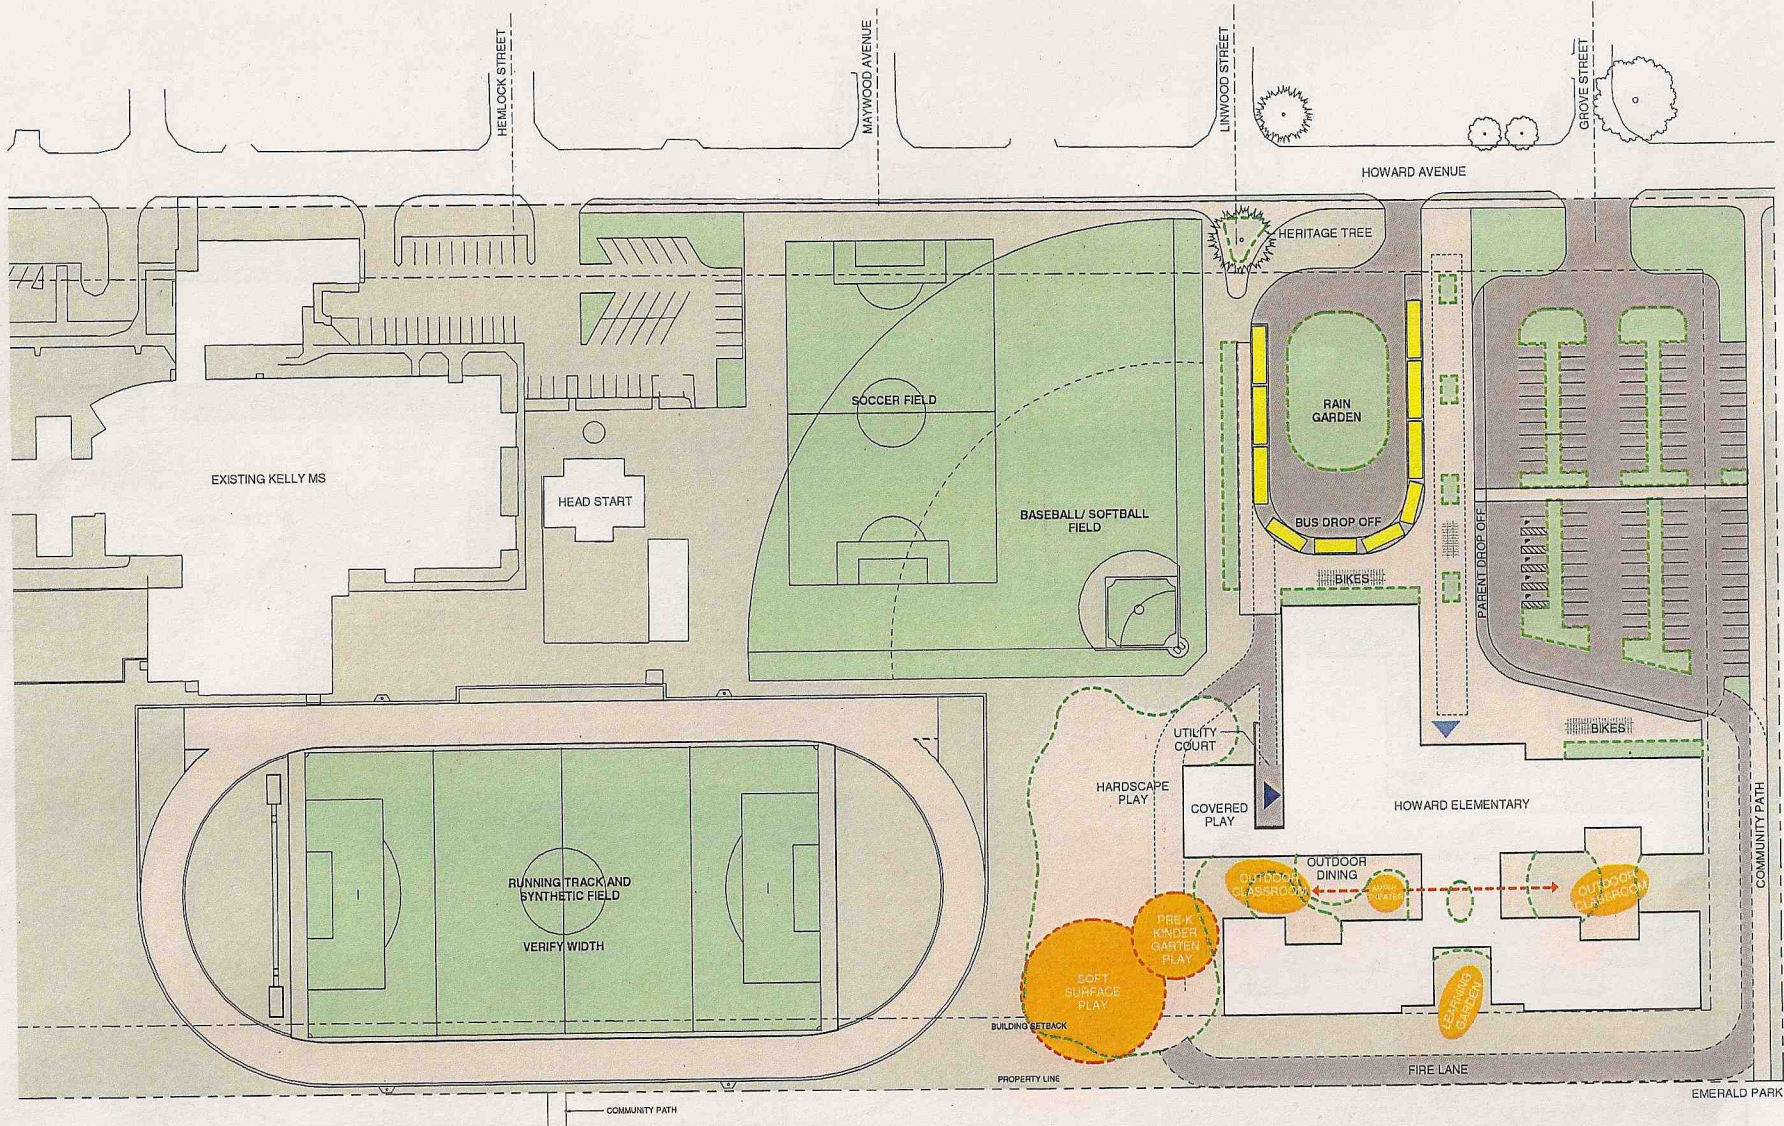 HEMLOCK STREET
MAYWOOD AVENUE
LINWOOD STREET
GROVE STREET
HOWARD AVENUE
HERITAGE TREE
SOCCER FIELD
RAIN
GARDEN
EXISTING KELLY MS
HEAD START
BASEBALL/ SOFTBALL
FIELD
BUS DROP OFF
PARENT DROP OFF
BIKES
UTILITY
COURT
BIKES
HARDSCAPE
PLAY
COVERED
PLAY
HOWARD ELEMENTARY
COMMUNITY PATH
OUTDOOR
DINING
OUTDOOR
CLASSROOM
AMPHI
THEATER
OUTDOOR
CLASSROOM
RUNNING TRACK AND
SYNTHETIC FIELD
VERIFY WIDTH
PRE-K
KINDER
GARTEN
PLAY
SOFT
SURFACE
PLAY
LEARNING
GARDEN
BUILDING SETBACK
FIRE LANE
PROPERTY LINE
EMERALD PARK
COMMUNITY PATH